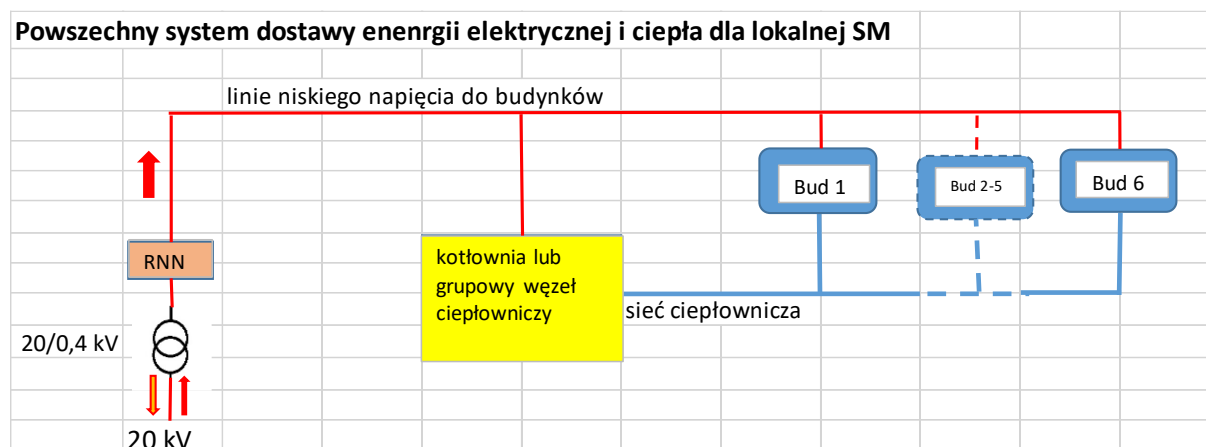 Powszechny system dostawy enenrgii elektrycznej i ciepła dla lokalnej SM
linie niskiego napięcia do budynków
Bud 1
Bud 2-5
Bud 6
RNN
kotłownia lub
grupowy węzeł
ciepłowniczy
sieć ciepłownicza
20/0,4 kV
20 kV